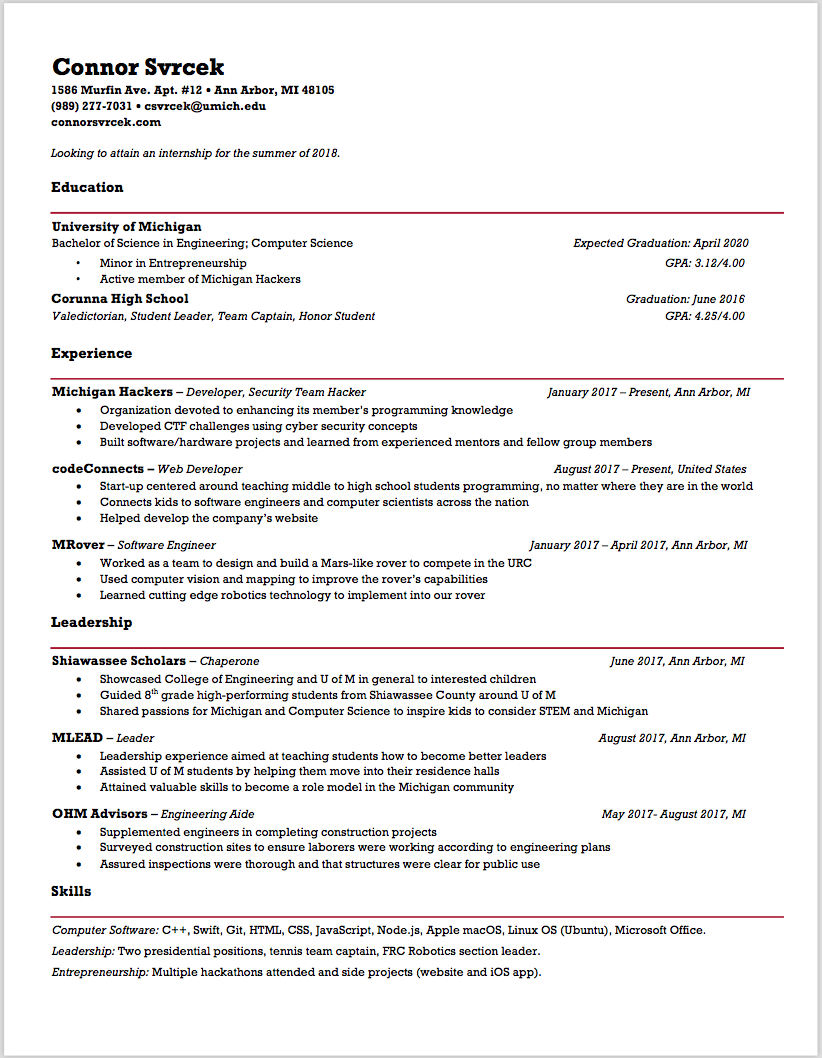 Connor Svrcek
1586 Murfin Ave. Apt. #12 • Ann Arbor, MI 48105
(989) 277-7031 • csvrcek@umich.edu
connorsvrcek.com
Looking to attain an internship for the summer of 2018.
Education
University of Michigan
Bachelor of Science in Engineering; Computer Science Expected Graduation: April 2020
• Minor in Entrepreneurship GPA: 3.12/4.00
• Active member of Michigan Hackers
Corunna High School Graduation: June 2016
Valedictorian, Student Leader, Team Captain, Honor Student GPA: 4.25/4.00
Experience
Michigan Hackers – Developer, Security Team Hacker January 2017 – Present, Ann Arbor, MI
• Organization devoted to enhancing its member's programming knowledge
• Developed CTF challenges using cyber security concepts
• Built software/hardware projects and learned from experienced mentors and fellow group members
codeConnects – Web Developer August 2017 – Present, United States
• Start-up centered around teaching middle to high school students programming, no matter where they are in the world
• Connects kids to software engineers and computer scientists across the nation
• Helped develop the company's website
MRover – Software Engineer January 2017 – April 2017, Ann Arbor, MI
• Worked as a team to design and build a Mars-like rover to compete in the URC
• Used computer vision and mapping to improve the rover's capabilities
• Learned cutting edge robotics technology to implement into our rover
Leadership
Shiawassee Scholars – Chaperone June 2017, Ann Arbor, MI
• Showcased College of Engineering and U of M in general to interested children
• Guided 8th grade high-performing students from Shiawassee County around U of M
• Shared passions for Michigan and Computer Science to inspire kids to consider STEM and Michigan
MLEAD – Leader August 2017, Ann Arbor, MI
• Leadership experience aimed at teaching students how to become better leaders
• Assisted U of M students by helping them move into their residence halls
• Attained valuable skills to become a role model in the Michigan community
OHM Advisors – Engineering Aide May 2017- August 2017, MI
• Supplemented engineers in completing construction projects
• Surveyed construction sites to ensure laborers were working according to engineering plans
• Assured inspections were thorough and that structures were clear for public use
Skills
Computer Software: C++, Swift, Git, HTML, CSS, JavaScript, Node.js, Apple macOS, Linux OS (Ubuntu), Microsoft Office.
Leadership: Two presidential positions, tennis team captain, FRC Robotics section leader.
Entrepreneurship: Multiple hackathons attended and side projects (website and iOS app).